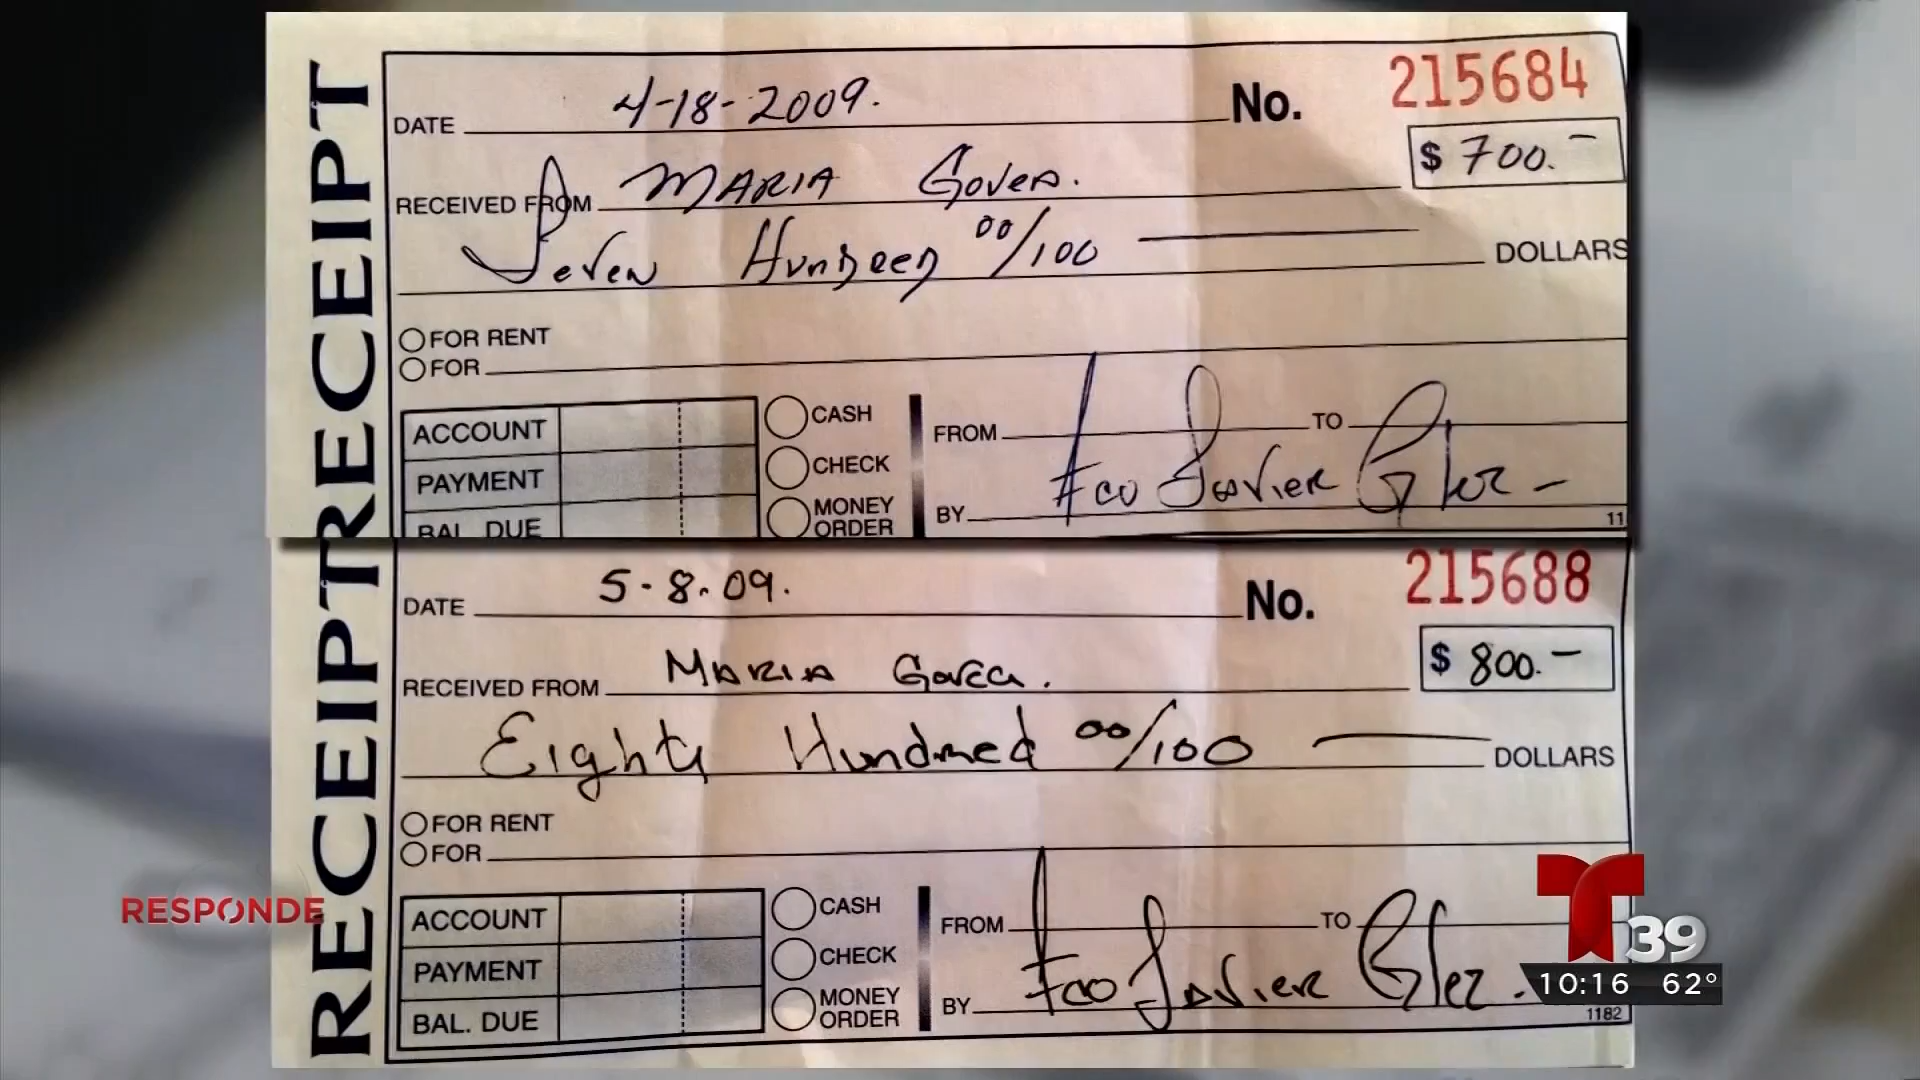 RECEIPT
DATE 4-18-2009. No. 215684
$ 700.-
RECEIVED FROM MARIA Govea.
Seven Hundred 00/100 DOLLARS
FOR RENT
FOR
ACCOUNT
PAYMENT
BAL. DUE
CASH
CHECK
MONEY ORDER
FROM TO
BY Fco Javier Glez -
11
RECEIPT
DATE 5-8-09. No. 215688
$ 800.-
RECEIVED FROM MARIA Govea.
Eighty Hundred 00/100 DOLLARS
FOR RENT
FOR
ACCOUNT
PAYMENT
BAL. DUE
CASH
CHECK
MONEY ORDER
FROM TO
BY Fco Javier Glez.
1182
RESPONDE
T 39
10:16 62°